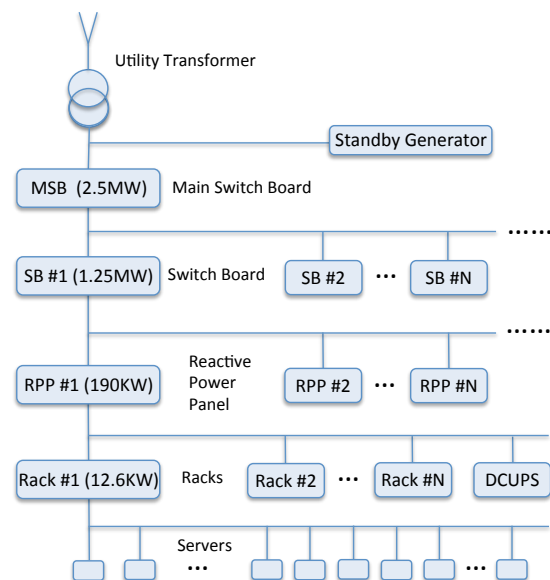 Utility Transformer
Standby Generator
MSB (2.5MW)
Main Switch Board
......
SB #1 (1.25MW)
Switch Board
SB #2
...
SB #N
......
RPP #1 (190KW)
Reactive
Power
Panel
RPP #2
...
RPP #N
Rack #1 (12.6KW)
Racks
Rack #2
...
Rack #N
DCUPS
Servers
...
...